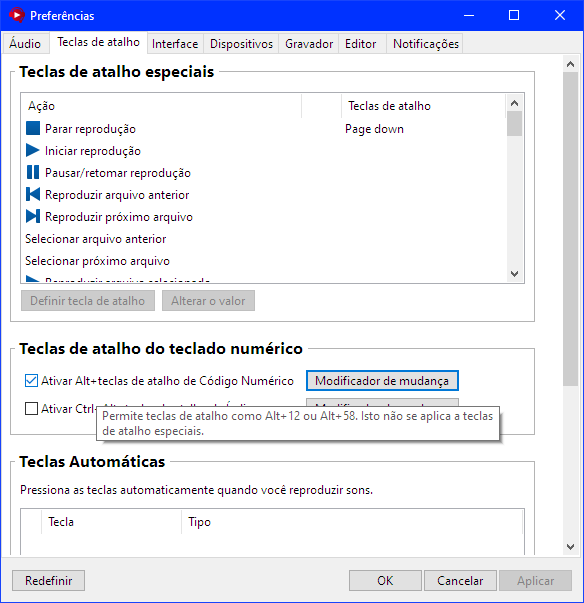 Preferências
Áudio Teclas de atalho Interface Dispositivos Gravador Editor Notificações
Teclas de atalho especiais
Ação Teclas de atalho
Parar reprodução Page down
Iniciar reprodução
Pausar/retomar reprodução
Reproduzir arquivo anterior
Reproduzir próximo arquivo
Selecionar arquivo anterior
Selecionar próximo arquivo
Reproduzir arquivo selecionado
Definir tecla de atalho Alterar o valor
Teclas de atalho do teclado numérico
Ativar Alt+teclas de atalho de Código Numérico Modificador de mudança
Ativar Ctrl
Permite teclas de atalho como Alt+12 ou Alt+58. Isto não se aplica a teclas
de atalho especiais.
Teclas Automáticas
Pressiona as teclas automaticamente quando você reproduzir sons.
Tecla Tipo
Redefinir OK Cancelar Aplicar